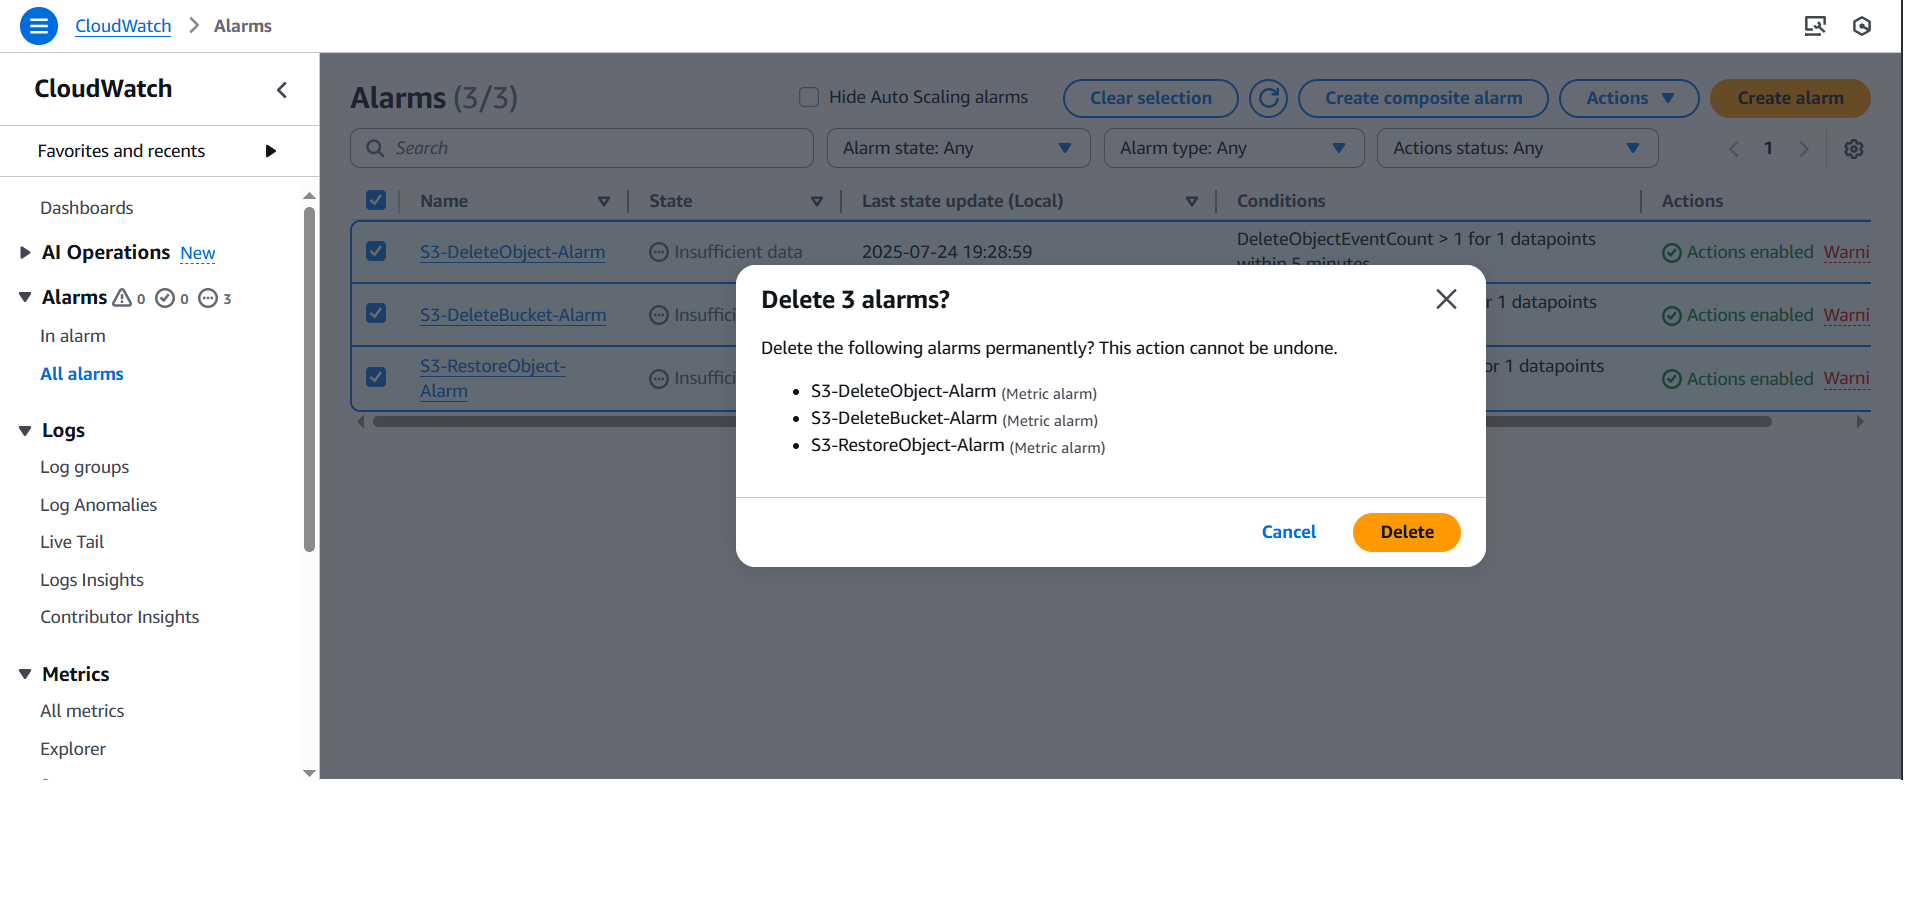 CloudWatch > Alarms
CloudWatch
Favorites and recents
Dashboards
AI Operations New
Alarms 0 0 3
In alarm
All alarms
Logs
Log groups
Log Anomalies
Live Tail
Logs Insights
Contributor Insights
Metrics
All metrics
Explorer
Alarms (3/3)
Hide Auto Scaling alarms
Clear selection
Create composite alarm
Actions
Create alarm
Search
Alarm state: Any
Alarm type: Any
Actions status: Any
1
Name State Last state update (Local) Conditions Actions
S3-DeleteObject-Alarm
Insufficient data
2025-07-24 19:28:59
DeleteObjectEventCount > 1 for 1 datapoints
within 5 minutes
Actions enabled Warni
S3-DeleteBucket-Alarm
Insuffici
r 1 datapoints
Actions enabled Warni
S3-RestoreObject-
Alarm
Insuffici
or 1 datapoints
Actions enabled Warni
Delete 3 alarms?
Delete the following alarms permanently? This action cannot be undone.
• S3-DeleteObject-Alarm (Metric alarm)
• S3-DeleteBucket-Alarm (Metric alarm)
• S3-RestoreObject-Alarm (Metric alarm)
Cancel
Delete